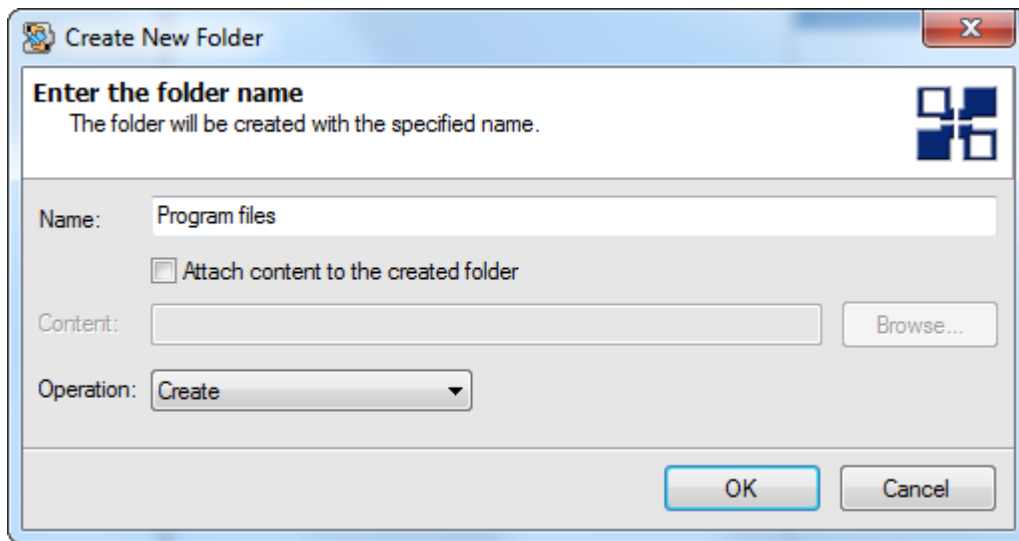 Create New Folder
Enter the folder name
The folder will be created with the specified name.
Name: Program files
Attach content to the created folder
Content: Browse...
Operation: Create
OK Cancel